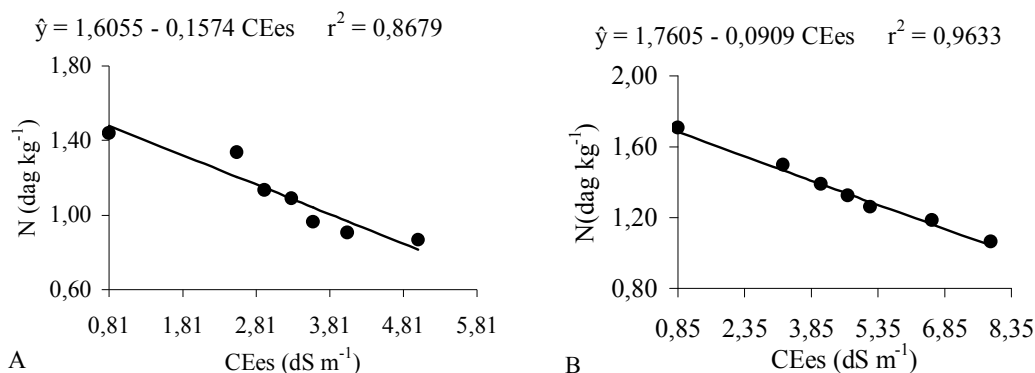 ŷ = 1,6055 - 0,1574 CEes r² = 0,8679
1,80
1,40
1,00
0,60
N (dag kg⁻¹)
0,81 1,81 2,81 3,81 4,81 5,81
CEes (dS m⁻¹)
A
ŷ = 1,7605 - 0,0909 CEes r² = 0,9633
2,00
1,60
1,20
0,80
N(dag kg⁻¹)
0,85 2,35 3,85 5,35 6,85 8,35
CEes (dS m⁻¹)
B